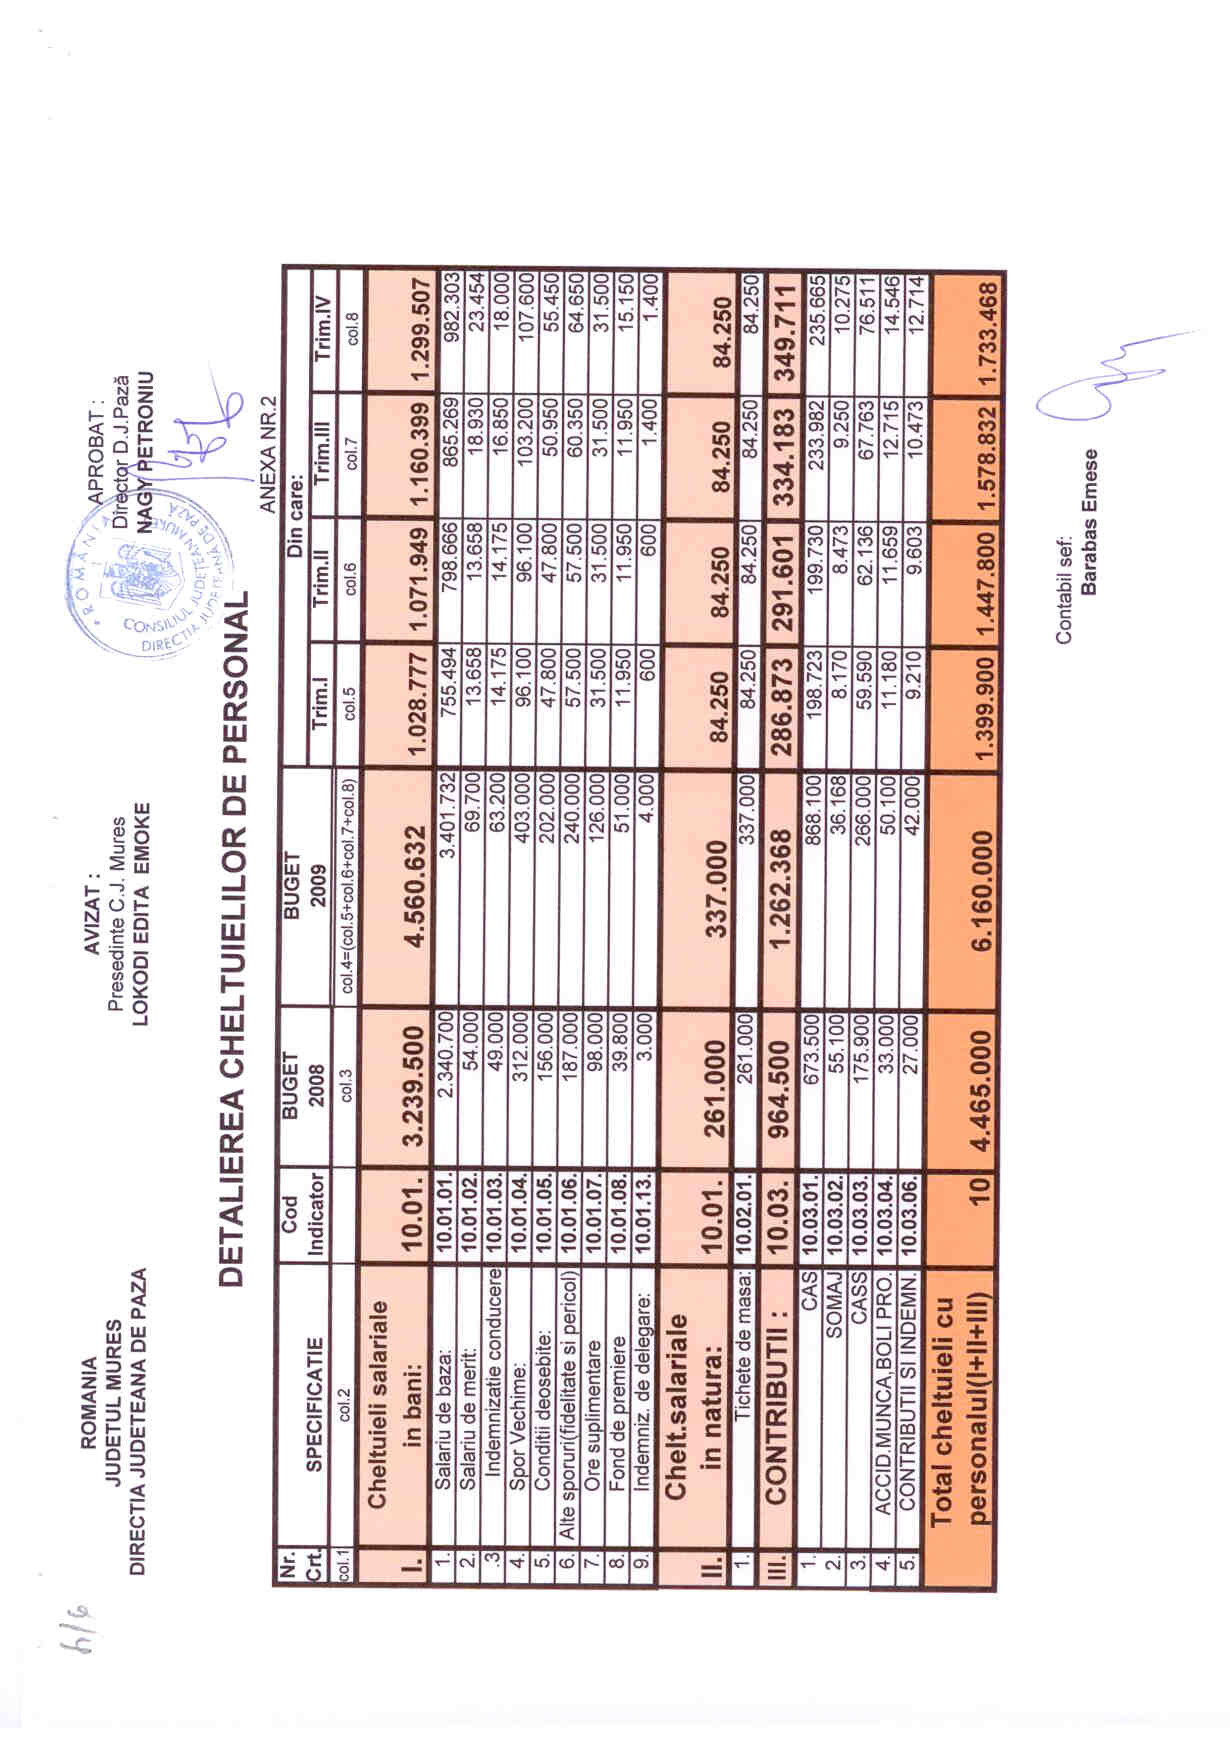 4/6
ROMANIA
JUDETUL MURES
DIRECTIA JUDETEANA DE PAZA
AVIZAT :
Presedinte C.J. Mures
LOKODI EDITA EMOKE
APROBAT :
Director D.J.Pază
NAGY PETRONIU
* ROMÂNIA
CONSILIUL JUDEȚEAN MUREȘ
DIRECȚIA JUDEȚEANĂ DE PAZĂ
DETALIEREA CHELTUIELILOR DE PERSONAL
ANEXA NR.2
Nr. Crt. SPECIFICATIE Cod Indicator BUGET 2008 BUGET 2009 Din care:
Trim.I Trim.II Trim.III Trim.IV
col.1 col.2 col.3 col.4=(col.5+col.6+col.7+col.8) col.5 col.6 col.7 col.8
I. Cheltuieli salariale in bani: 10.01. 3.239.500 4.560.632 1.028.777 1.071.949 1.160.399 1.299.507
1. Salariu de baza: 10.01.01. 2.340.700 3.401.732 755.494 798.666 865.269 982.303
2. Salariu de merit: 10.01.02. 54.000 69.700 13.658 13.658 18.930 23.454
.3 Indemnizatie conducere 10.01.03. 49.000 63.200 14.175 14.175 16.850 18.000
4. Spor Vechime: 10.01.04. 312.000 403.000 96.100 96.100 103.200 107.600
5. Conditii deosebite: 10.01.05. 156.000 202.000 47.800 47.800 50.950 55.450
6. Alte sporuri(fidelitate si pericol) 10.01.06. 187.000 240.000 57.500 57.500 60.350 64.650
7. Ore suplimentare 10.01.07. 98.000 126.000 31.500 31.500 31.500 31.500
8. Fond de premiere 10.01.08. 39.800 51.000 11.950 11.950 11.950 15.150
9. Indemniz. de delegare: 10.01.13. 3.000 4.000 600 600 1.400 1.400
II. Chelt.salariale in natura: 10.01. 261.000 337.000 84.250 84.250 84.250 84.250
1. Tichete de masa: 10.02.01. 261.000 337.000 84.250 84.250 84.250 84.250
III. CONTRIBUTII : 10.03. 964.500 1.262.368 286.873 291.601 334.183 349.711
1. CAS 10.03.01. 673.500 868.100 198.723 199.730 233.982 235.665
2. SOMAJ 10.03.02. 55.100 36.168 8.170 8.473 9.250 10.275
3. CASS 10.03.03. 175.900 266.000 59.590 62.136 67.763 76.511
4. ACCID.MUNCA,BOLI PRO. 10.03.04. 33.000 50.100 11.180 11.659 12.715 14.546
5. CONTRIBUTII SI INDEMN. 10.03.06. 27.000 42.000 9.210 9.603 10.473 12.714
Total cheltuieli cu personalul(I+II+III) 10 4.465.000 6.160.000 1.399.900 1.447.800 1.578.832 1.733.468
Contabil sef:
Barabas Emese